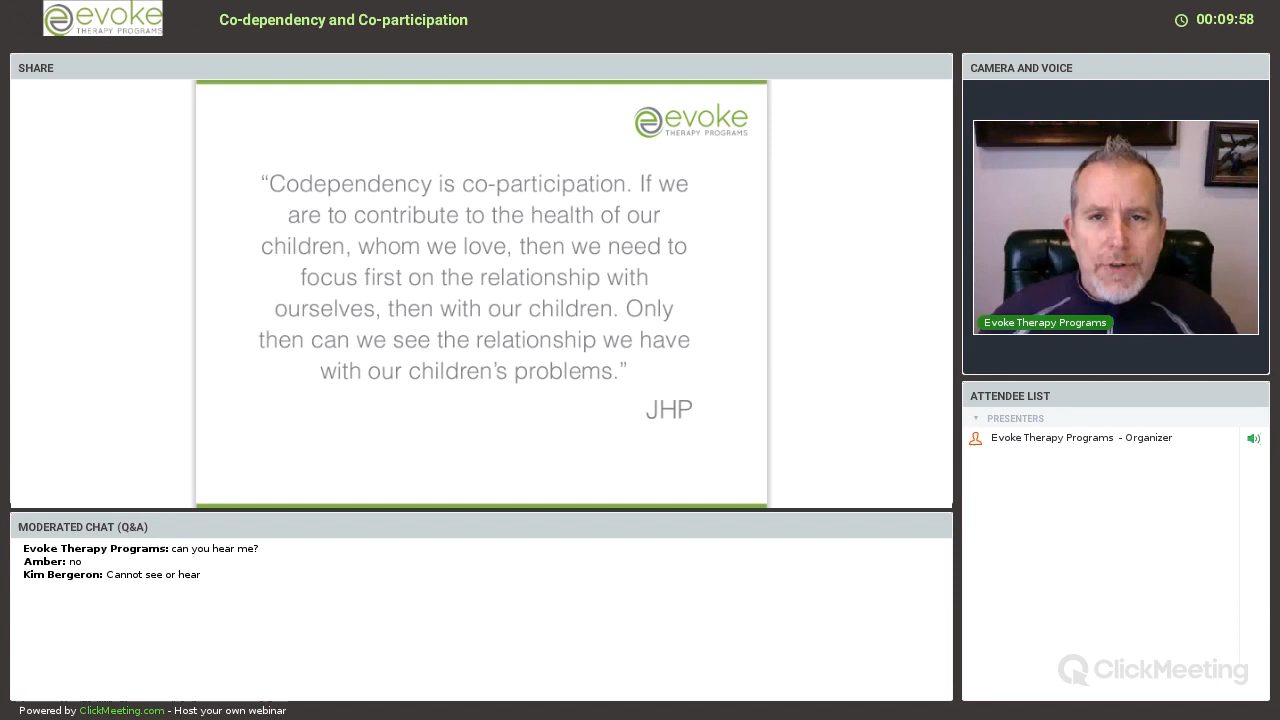 evoke
THERAPY PROGRAMS
Co-dependency and Co-participation
00:09:58
SHARE
evoke
THERAPY PROGRAMS
“Codependency is co-participation. If we
are to contribute to the health of our
children, whom we love, then we need to
focus first on the relationship with
ourselves, then with our children. Only
then can we see the relationship we have
with our children’s problems.”
JHP
CAMERA AND VOICE
Evoke Therapy Programs
ATTENDEE LIST
PRESENTERS
Evoke Therapy Programs - Organizer
MODERATED CHAT (Q&A)
Evoke Therapy Programs: can you hear me?
Amber: no
Kim Bergeron: Cannot see or hear
ClickMeeting
Powered by ClickMeeting.com - Host your own webinar